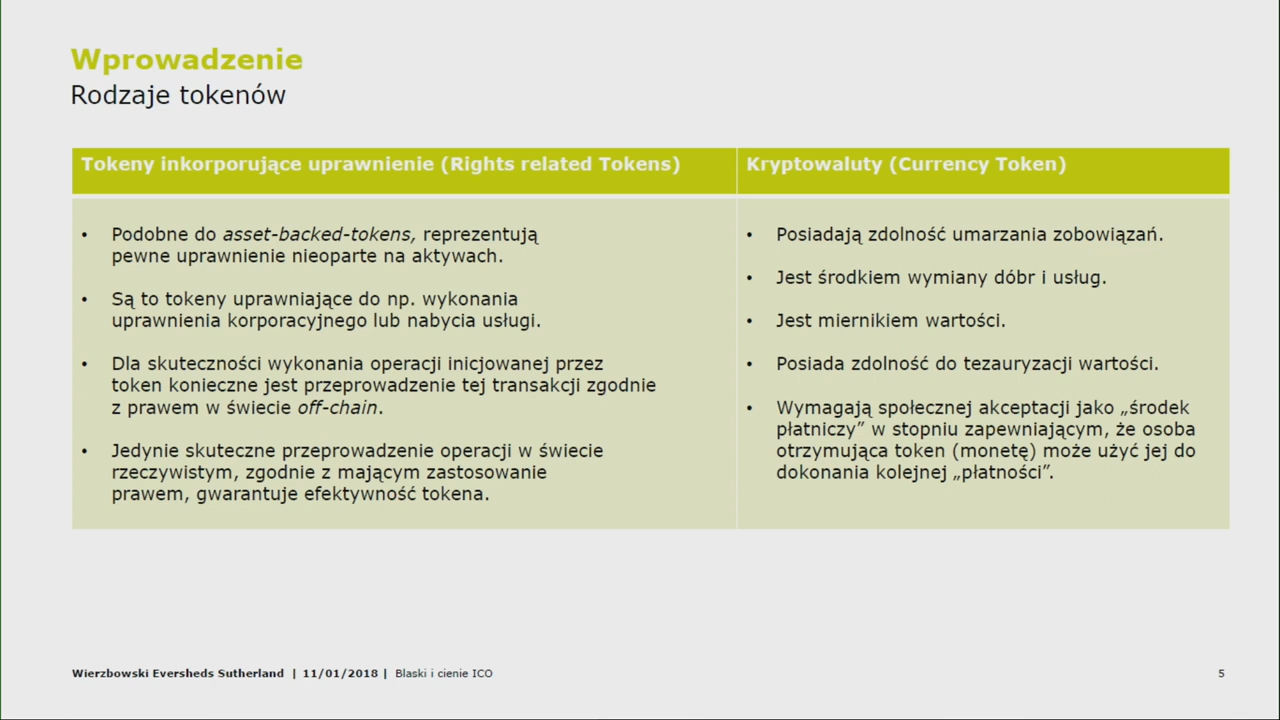 Wprowadzenie
Rodzaje tokenów
Tokeny inkorporujące uprawnienie (Rights related Tokens)
• Podobne do asset-backed-tokens, reprezentują
pewne uprawnienie nieoparte na aktywach.
• Są to tokeny uprawniające do np. wykonania
uprawnienia korporacyjnego lub nabycia usługi.
• Dla skuteczności wykonania operacji inicjowanej przez
token konieczne jest przeprowadzenie tej transakcji zgodnie
z prawem w świecie off-chain.
• Jedynie skuteczne przeprowadzenie operacji w świecie
rzeczywistym, zgodnie z mającym zastosowanie
prawem, gwarantuje efektywność tokena.
Kryptowaluty (Currency Token)
• Posiadają zdolność umarzania zobowiązań.
• Jest środkiem wymiany dóbr i usług.
• Jest miernikiem wartości.
• Posiada zdolność do tezauryzacji wartości.
• Wymagają społecznej akceptacji jako „środek
płatniczy” w stopniu zapewniającym, że osoba
otrzymująca token (monetę) może użyć jej do
dokonania kolejnej „płatności”.
Wierzbowski Eversheds Sutherland | 11/01/2018 | Blaski i cienie ICO
5